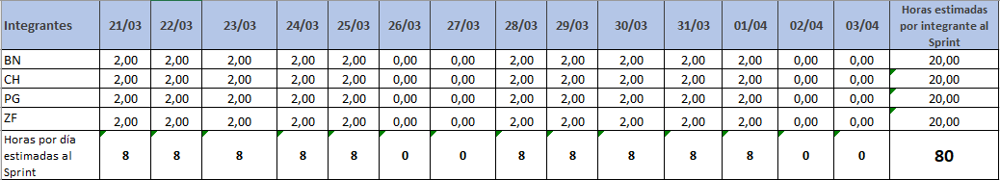 Integrantes 21/03 22/03 23/03 24/03 25/03 26/03 27/03 28/03 29/03 30/03 31/03 01/04 02/04 03/04 Horas estimadas
por integrante al
Sprint
BN 2,00 2,00 2,00 2,00 2,00 0,00 0,00 2,00 2,00 2,00 2,00 2,00 0,00 0,00 20,00
CH 2,00 2,00 2,00 2,00 2,00 0,00 0,00 2,00 2,00 2,00 2,00 2,00 0,00 0,00 20,00
PG 2,00 2,00 2,00 2,00 2,00 0,00 0,00 2,00 2,00 2,00 2,00 2,00 0,00 0,00 20,00
ZF 2,00 2,00 2,00 2,00 2,00 0,00 0,00 2,00 2,00 2,00 2,00 2,00 0,00 0,00 20,00
Horas por día
estimadas al 8 8 8 8 8 0 0 8 8 8 8 8 0 0 80
Sprint